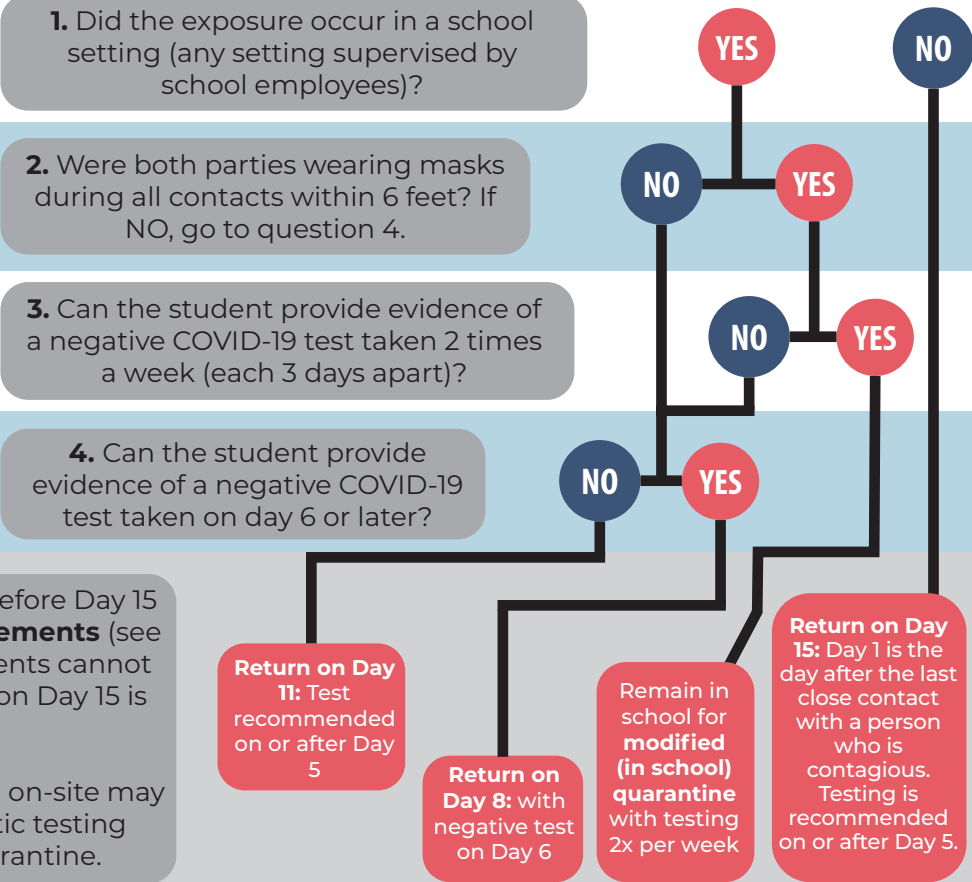 1. Did the exposure occur in a school
setting (any setting supervised by
school employees)?
YES
NO
2. Were both parties wearing masks
during all contacts within 6 feet? If
NO, go to question 4.
NO
YES
3. Can the student provide evidence of
a negative COVID-19 test taken 2 times
a week (each 3 days apart)?
NO
YES
4. Can the student provide
evidence of a negative COVID-19
test taken on day 6 or later?
NO
YES
efore Day 15
ements (see
ents cannot
on Day 15 is
on-site may
tic testing
arantine.
Return on Day
11: Test
recommended
on or after Day
5
Return on
Day 8: with
negative test
on Day 6
Remain in
school for
modified
(in school)
quarantine
with testing
2x per week
Return on Day
15: Day 1 is the
day after the last
close contact
with a person
who is
contagious.
Testing is
recommended
on or after Day 5.